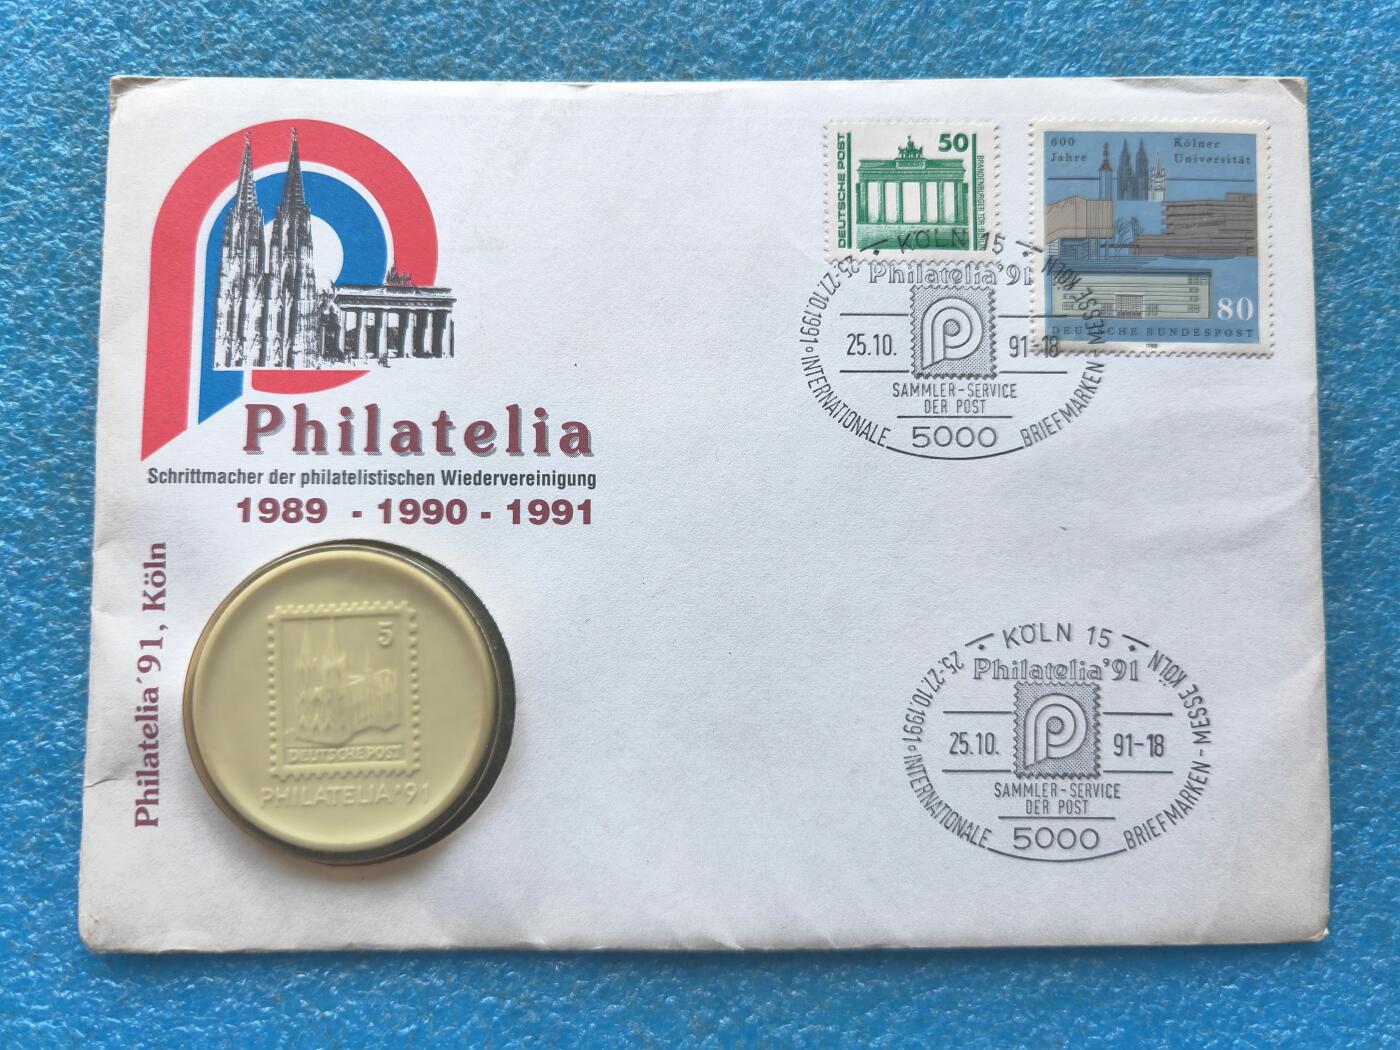 Philatelia
Schrittmacher der philatelistischen Wiedervereinigung
1989 - 1990 - 1991
Philatelia´91, Köln
5
DEUTSCHE POST
PHILATELIA'91
50
DEUTSCHE POST
BRANDENBURGER TOR
600
Jahre
Kölner
Universität
80
DEUTSCHE BUNDESPOST
1988
KÖLN 15
Philatelia'91
25.10.
91-18
SAMMLER-SERVICE
DER POST
5000
25.-27.10.1991 INTERNATIONALE BRIEFMARKEN-MESSE KÖLN
KÖLN 15
Philatelia'91
25.10.
91-18
SAMMLER-SERVICE
DER POST
5000
25.-27.10.1991 INTERNATIONALE BRIEFMARKEN-MESSE KÖLN